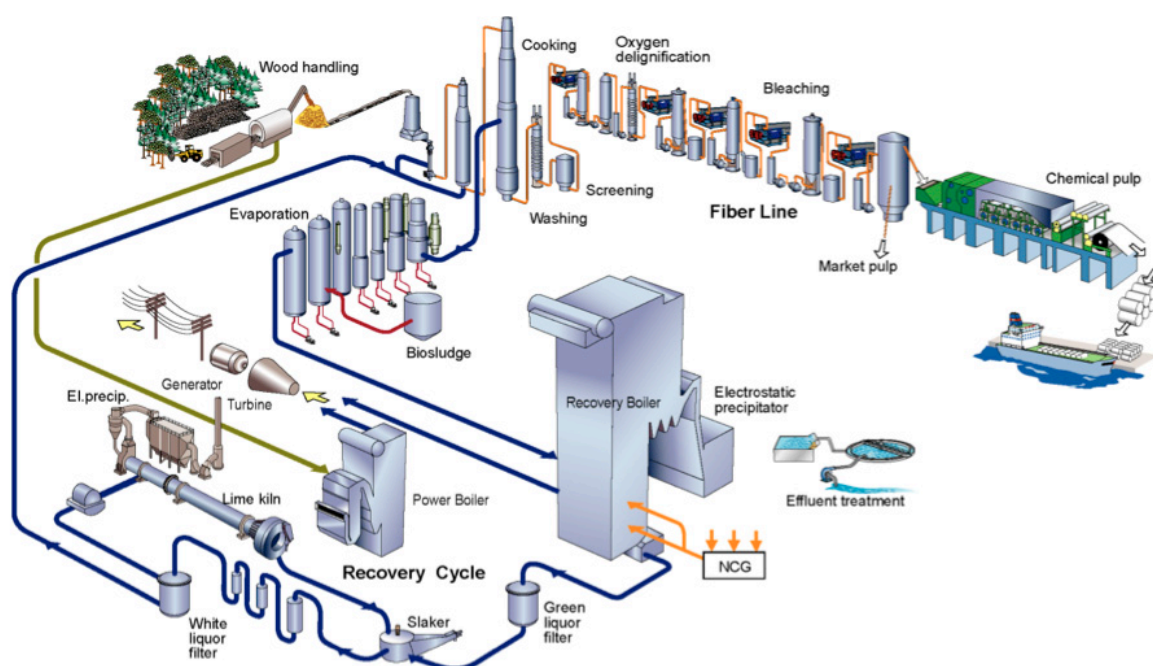 Wood handling
Cooking
Oxygen
delignification
Bleaching
Screening
Washing
Fiber Line
Chemical pulp
Market pulp
Evaporation
Biosludge
Generator
Turbine
E.I.precip.
Lime kiln
Power Boiler
Recovery Boiler
Electrostatic
precipitator
Effluent treatment
NCG
Recovery Cycle
White
liquor
filter
Slaker
Green
liquor
filter